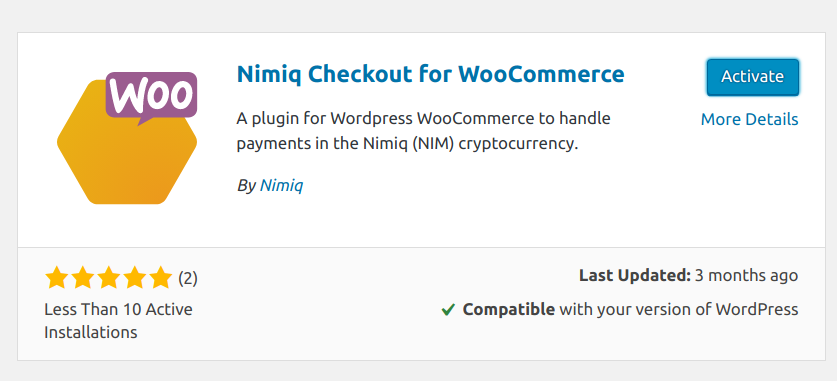 Woo
Nimiq Checkout for WooCommerce
Activate
A plugin for Wordpress WooCommerce to handle
payments in the Nimiq (NIM) cryptocurrency.
More Details
By Nimiq
(2)
Less Than 10 Active
Installations
Last Updated: 3 months ago
Compatible with your version of WordPress